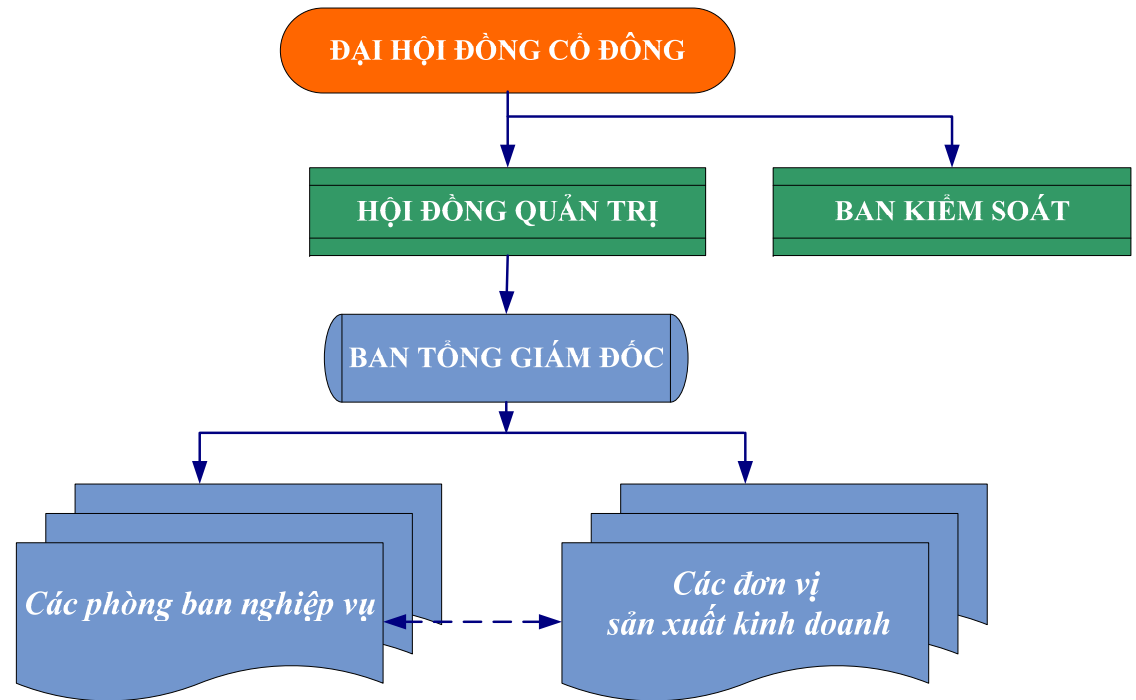 ĐẠI HỘI ĐỒNG CỔ ĐÔNG
HỘI ĐỒNG QUẢN TRỊ
BAN KIỂM SOÁT
BAN TỔNG GIÁM ĐỐC
Các phòng ban nghiệp vụ
Các đơn vị
sản xuất kinh doanh